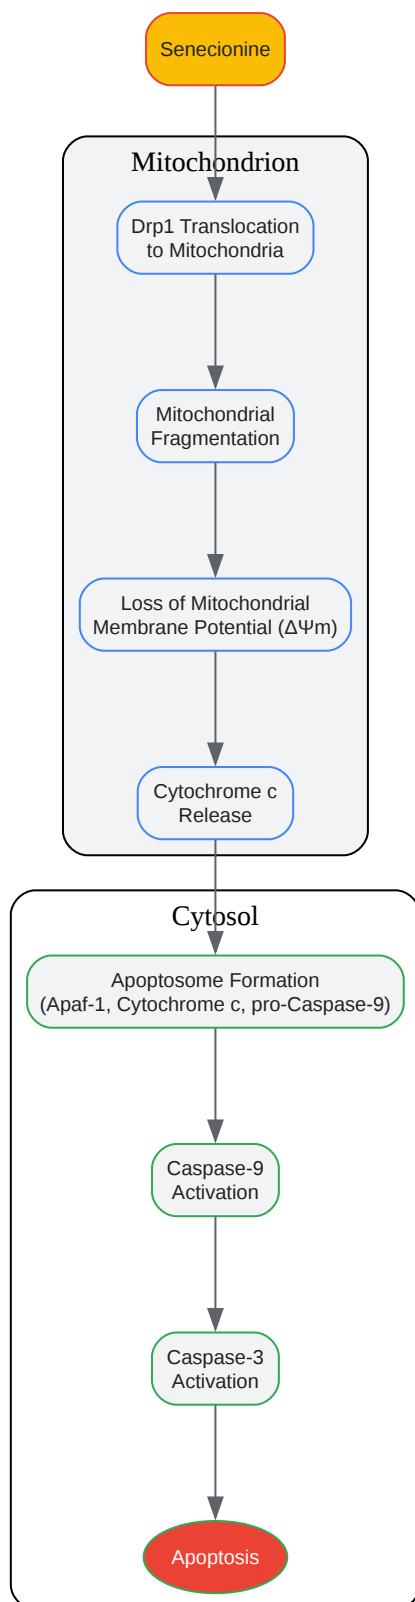 Senecionine
Mitochondrion
Drp1 Translocation
to Mitochondria
Mitochondrial
Fragmentation
Loss of Mitochondrial
Membrane Potential (ΔΨm)
Cytochrome c
Release
Cytosol
Apoptosome Formation
(Apaf-1, Cytochrome c, pro-Caspase-9)
Caspase-9
Activation
Caspase-3
Activation
Apoptosis